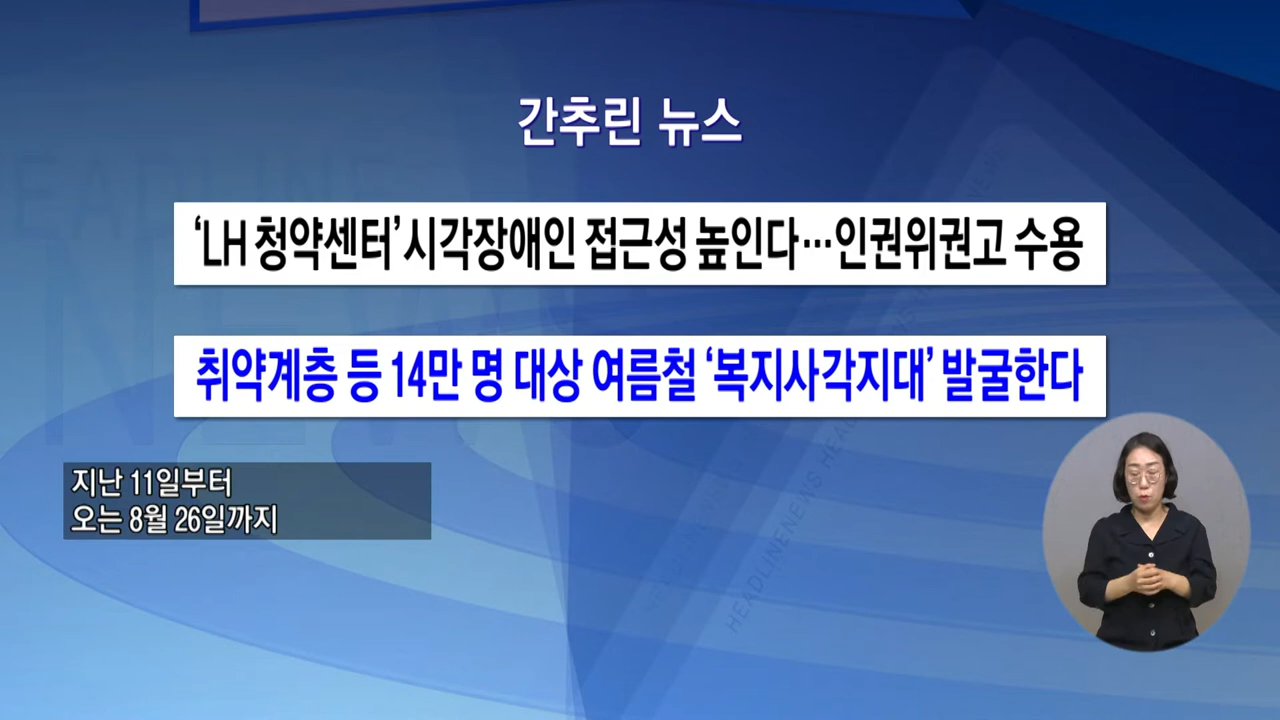 간추린 뉴스
‘LH 청약센터’시각장애인 접근성 높인다…인권위권고 수용
취약계층 등 14만 명 대상 여름철 ‘복지사각지대’ 발굴한다
지난 11일부터
오는 8월 26일까지
HEADLINENEWS HEADLINENEWS